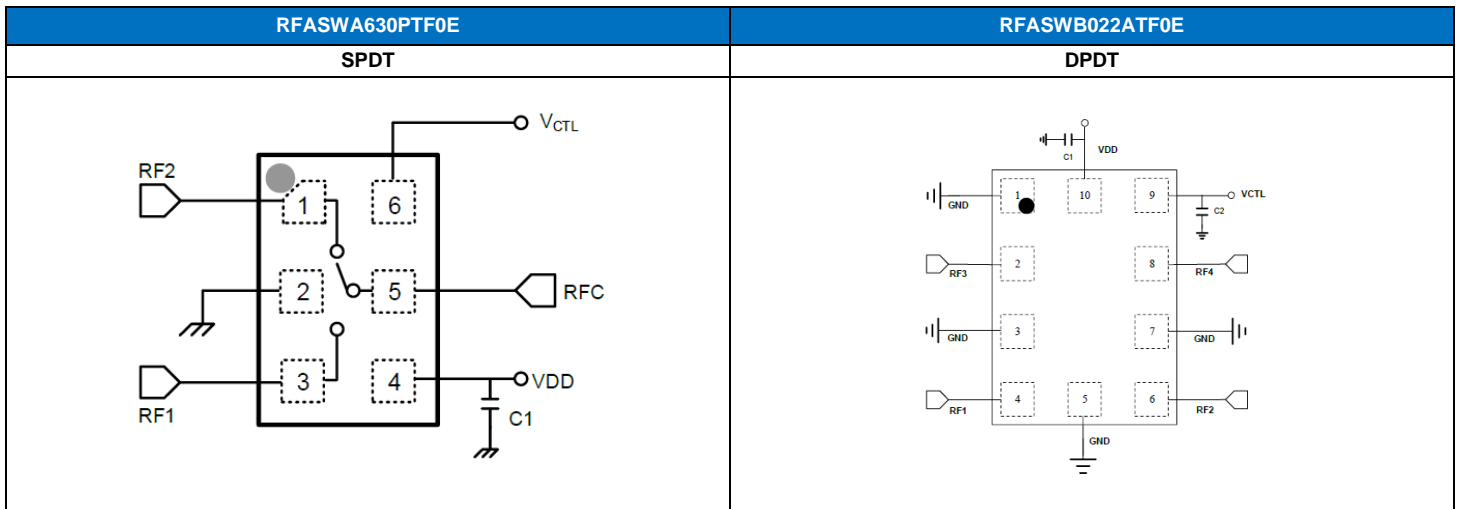 RFASWA630PTF0E
RFASWB022ATF0E
SPDT
DPDT
VCTL
RF2
1
6
2
5
RFC
3
4
VDD
RF1
C1
C1
VDD
1
10
9
VCTL
GND
C2
2
8
RF3
RF4
3
7
GND
GND
4
5
6
RF1
RF2
GND